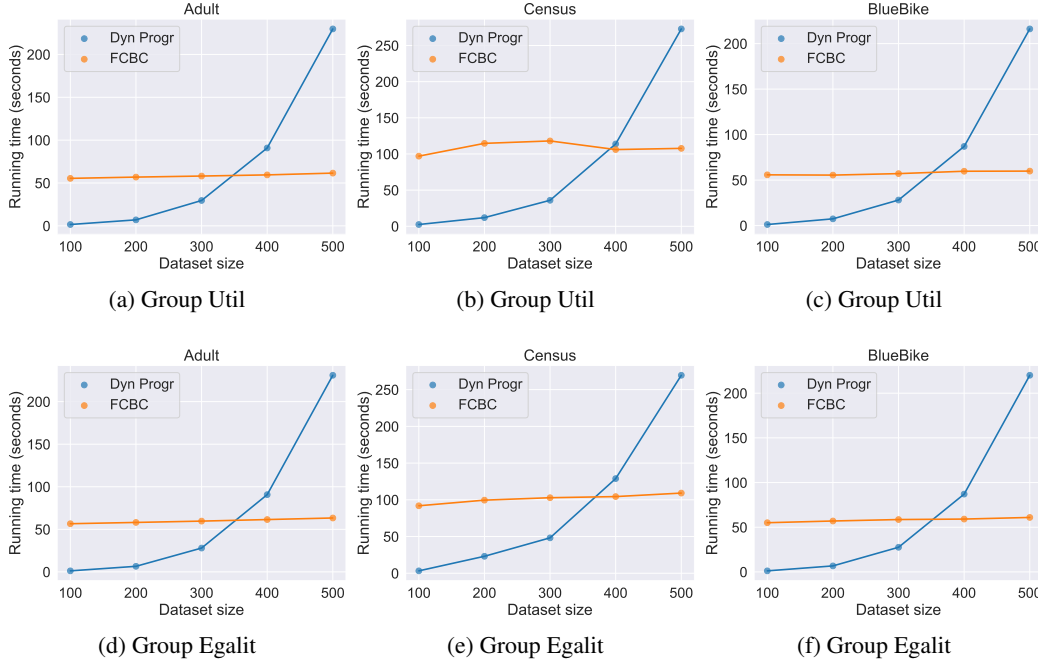 Adult
Running time (seconds)
200
150
100
50
0
Dyn Progr
FCBC
100 200 300 400 500
Dataset size
(a) Group Util
Census
Running time (seconds)
250
200
150
100
50
0
Dyn Progr
FCBC
100 200 300 400 500
Dataset size
(b) Group Util
BlueBike
Running time (seconds)
200
150
100
50
0
Dyn Progr
FCBC
100 200 300 400 500
Dataset size
(c) Group Util
Adult
Running time (seconds)
200
150
100
50
0
Dyn Progr
FCBC
100 200 300 400 500
Dataset size
(d) Group Egalit
Census
Running time (seconds)
250
200
150
100
50
0
Dyn Progr
FCBC
100 200 300 400 500
Dataset size
(e) Group Egalit
BlueBike
Running time (seconds)
200
150
100
50
0
Dyn Progr
FCBC
100 200 300 400 500
Dataset size
(f) Group Egalit